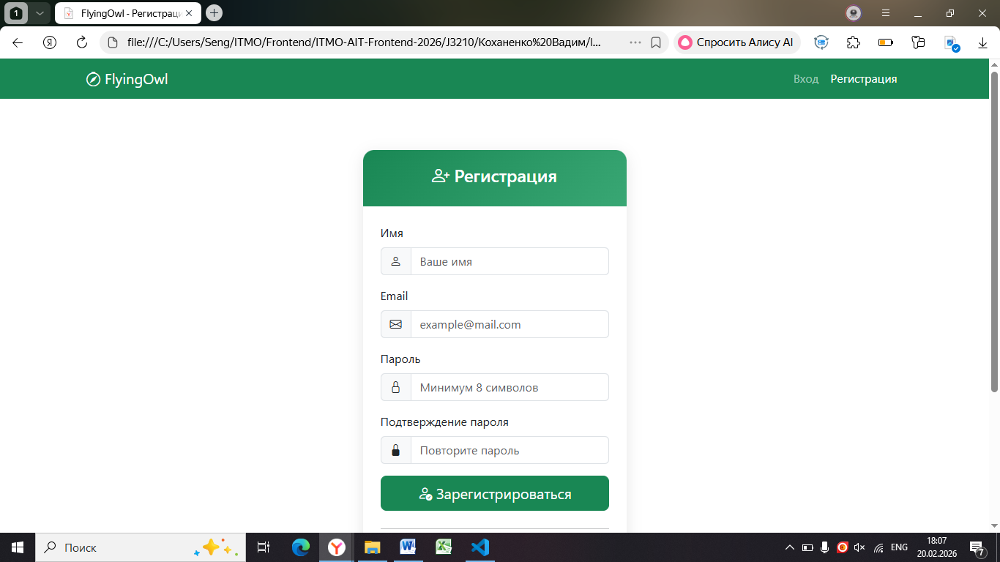 1
FlyingOwl - Регистраци
file:///C:/Users/Seng/ITMO/Frontend/ITMO-AIT-Frontend-2026/J3210/Коханенко%20Вадим/l...
Спросить Алису AI
FlyingOwl
Вход
Регистрация
Регистрация
Имя
Ваше имя
Email
example@mail.com
Пароль
Минимум 8 символов
Подтверждение пароля
Повторите пароль
Зарегистрироваться
Поиск
ENG
18:07
20.02.2026
7